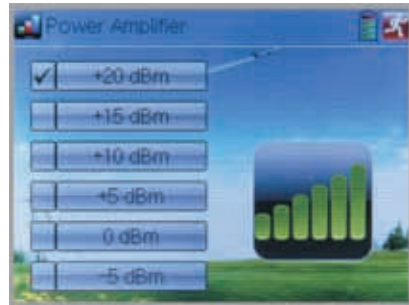 Power Amplifier
+20 dBm
+15 dBm
+10 dBm
+5 dBm
0 dBm
-5 dBm